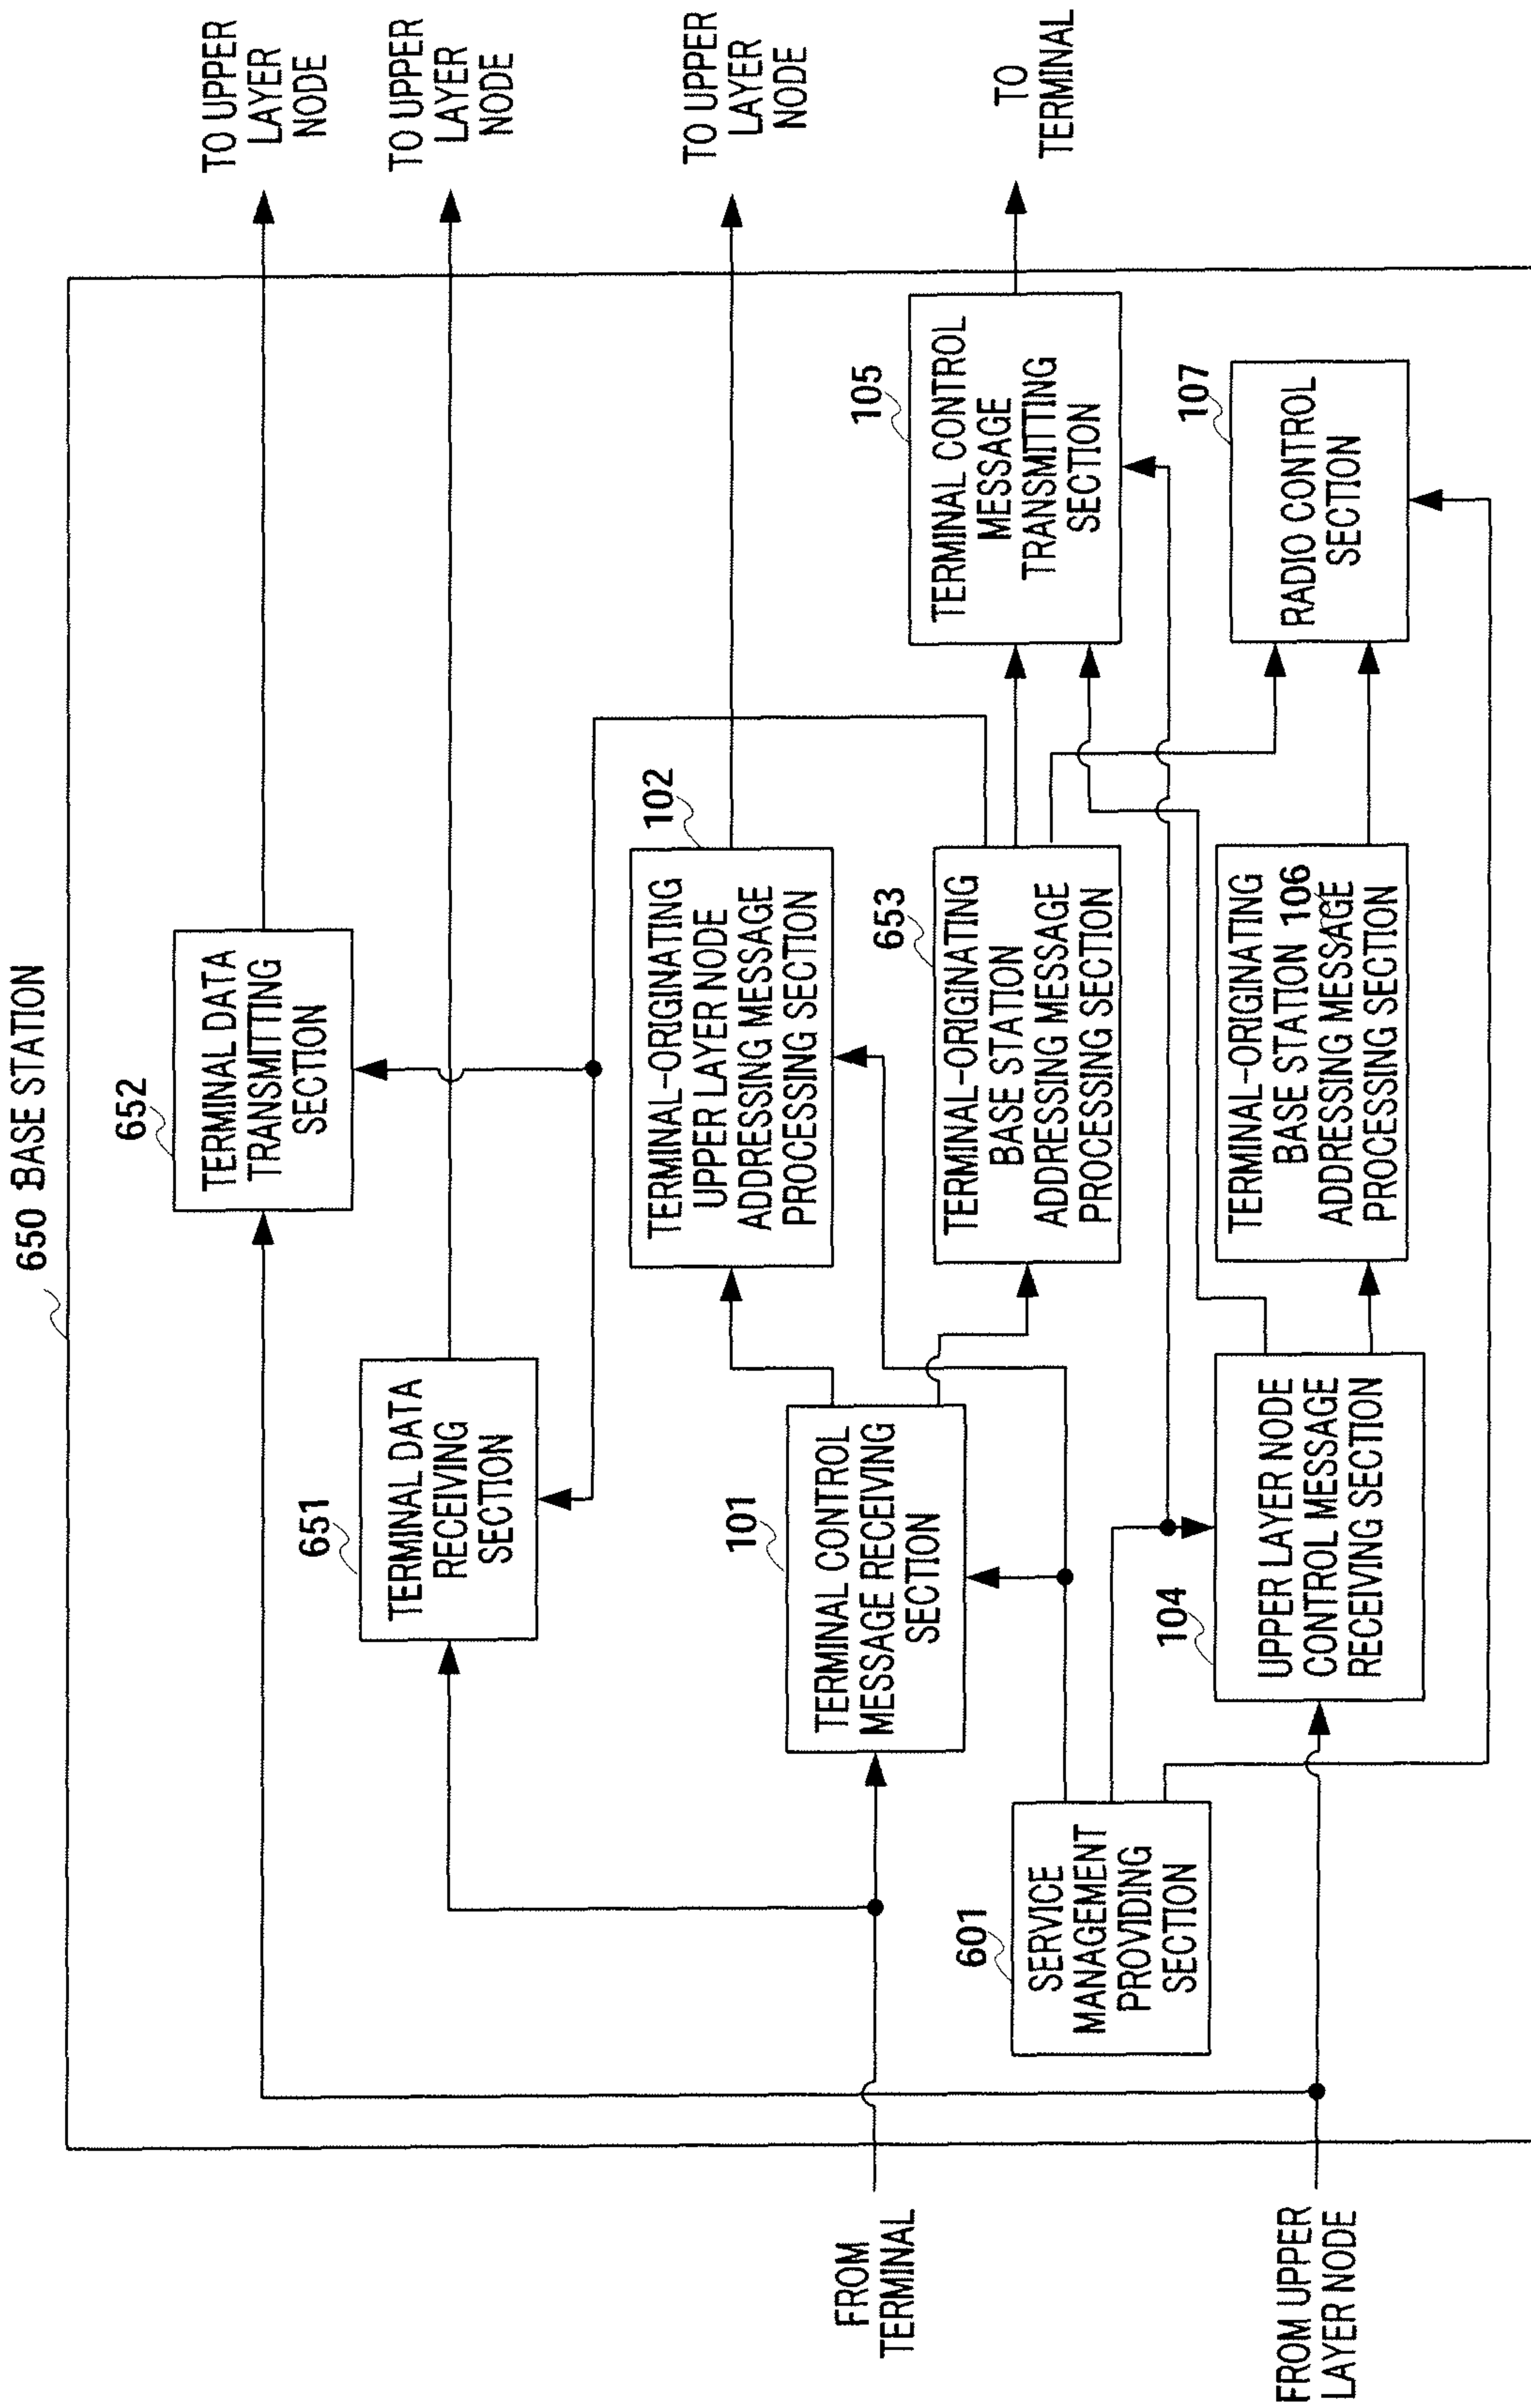 650 BASE STATION
652
TERMINAL DATA
TRANSMITTING
SECTION
TO UPPER
LAYER
NODE
651
TERMINAL DATA
RECEIVING
SECTION
TO UPPER
LAYER
NODE
102
TERMINAL-ORIGINATING
UPPER LAYER NODE
ADDRESSING MESSAGE
PROCESSING SECTION
TO UPPER
LAYER
NODE
FROM
TERMINAL
101
TERMINAL CONTROL
MESSAGE RECEIVING
SECTION
653
TERMINAL-ORIGINATING
BASE STATION
ADDRESSING MESSAGE
PROCESSING SECTION
105
TERMINAL CONTROL
MESSAGE
TRANSMITTING
SECTION
TO
TERMINAL
601
SERVICE
MANAGEMENT
PROVIDING
SECTION
FROM UPPER
LAYER NODE
104
UPPER LAYER NODE
CONTROL MESSAGE
RECEIVING SECTION
TERMINAL-ORIGINATING
BASE STATION 106
ADDRESSING MESSAGE
PROCESSING SECTION
107
RADIO CONTROL
SECTION